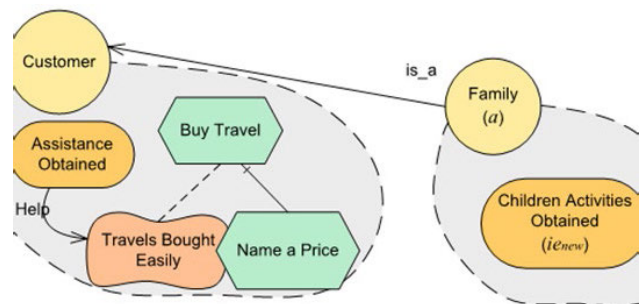 Customer
is_a
Family
(a)
Buy Travel
Assistance
Obtained
Help
Travels Bought
Easily
Name a Price
Children Activities
Obtained
(ienew)